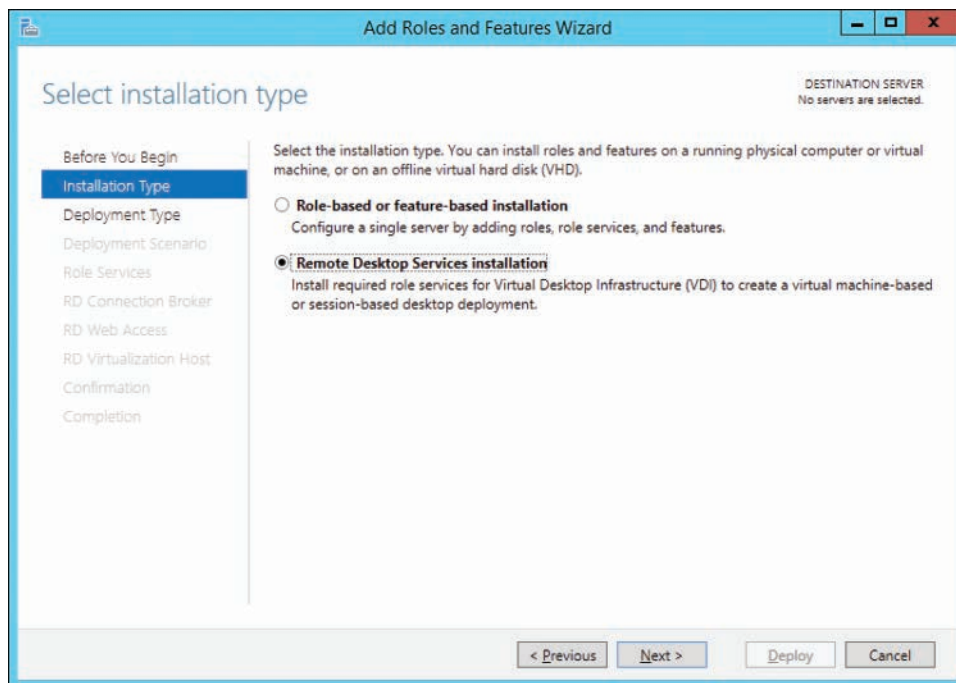 Add Roles and Features Wizard
Select installation type
DESTINATION SERVER
No servers are selected.
Before You Begin
Installation Type
Deployment Type
Deployment Scenario
Role Services
RD Connection Broker
RD Web Access
RD Virtualization Host
Confirmation
Completion
Select the installation type. You can install roles and features on a running physical computer or virtual
machine, or on an offline virtual hard disk (VHD).
Role-based or feature-based installation
Configure a single server by adding roles, role services, and features.
Remote Desktop Services installation
Install required role services for Virtual Desktop Infrastructure (VDI) to create a virtual machine-based
or session-based desktop deployment.
< Previous
Next >
Deploy
Cancel